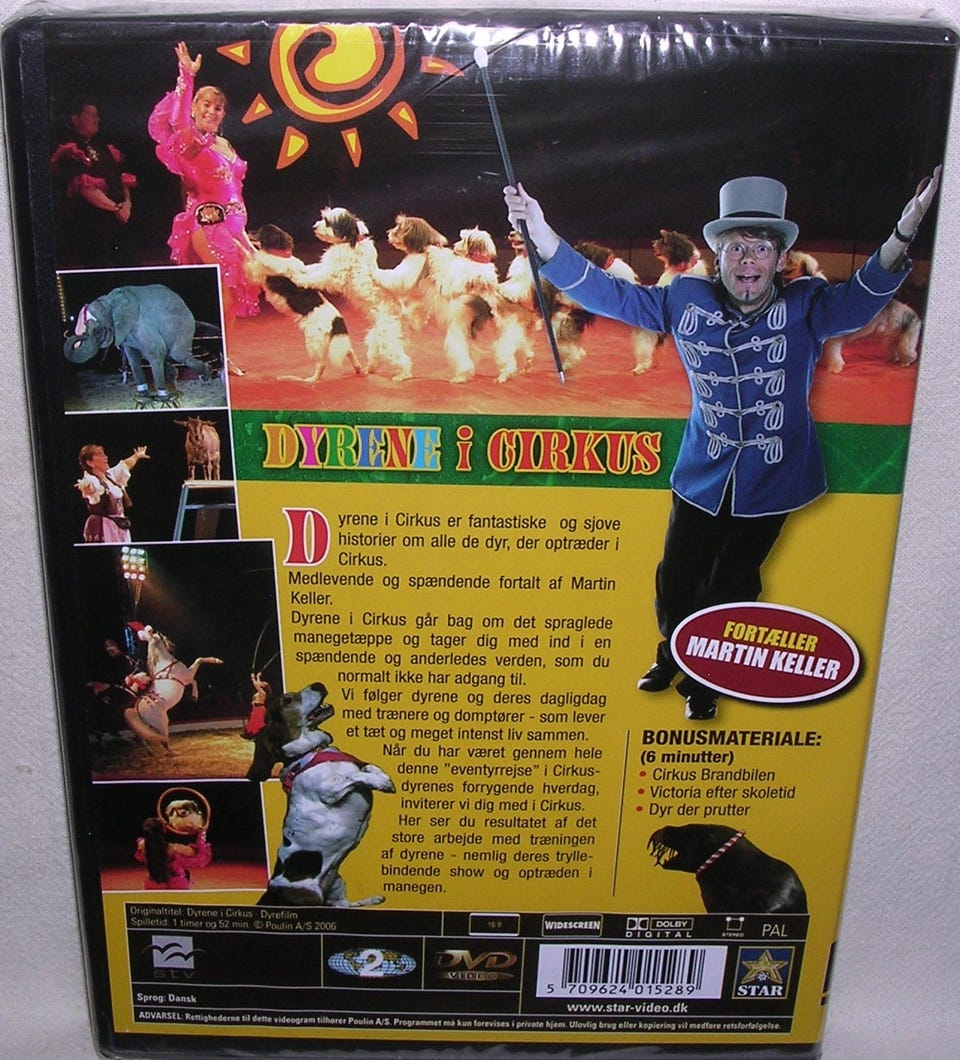 DYRENE i CIRKUS
Dyrene i Cirkus er fantastiske og sjove
historier om alle de dyr, der optræder i
Cirkus.
Medlevende og spændende fortalt af Martin
Keller.
Dyrene i Cirkus går bag om det spraglede
manegetæppe og tager dig med ind i en
spændende og anderledes verden, som du
normalt ikke har adgang til.
Vi følger dyrene og deres dagligdag
med trænere og domptører - som lever
et tæt og meget intenst liv sammen.
Når du har været gennem hele
denne "eventyrrejse" i Cirkus-
dyrenes forrygende hverdag,
inviterer vi dig med i Cirkus.
Her ser du resultatet af det
store arbejde med træningen
af dyrene - nemlig deres trylle-
bindende show og optræden i
manegen.
FORTÆLLER
MARTIN KELLER
BONUSMATERIALE:
(6 minutter)
• Cirkus Brandbilen
• Victoria efter skoletid
• Dyr der prutter
Originaltitel: Dyrene i Cirkus - Dyrefilm
Spilletid: 1 timer og 52 min. © Poulin A/S 2006
16:9
WIDESCREEN
DOLBY
DIGITAL
STEREO
PAL
stv
2
DVD
VIDEO
5 709624 015289
www.star-video.dk
STAR
Sprog: Dansk
ADVARSEL: Rettighederne til dette videogram tilhører Poulin A/S. Programmet må kun forevises i private hjem. Ulovlig brug eller kopiering vil medføre retsforfølgelse.